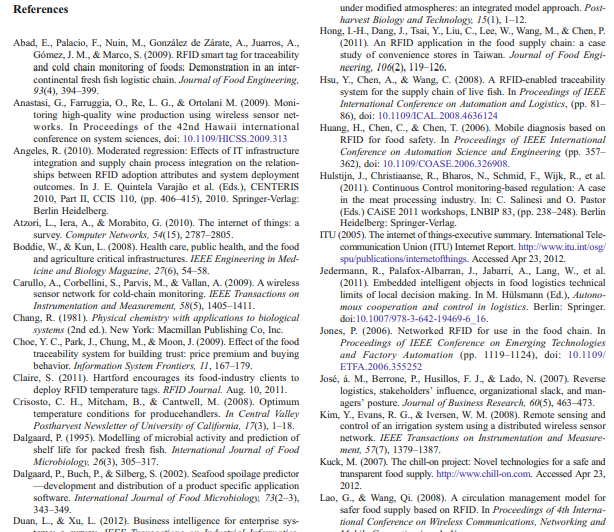 References
Abad, E., Palacio, F., Nuin, M., González de Zárate, A., Juarros, A.,
Gómez, J. M., & Marco, S. (2009). RFID smart tag for traceability
and cold chain monitoring of foods: Demonstration in an inter-
continental fresh fish logistic chain. Journal of Food Engineering,
93(4), 394–399.
Anastasi, G., Farruggia, O., Re, L. G., & Ortolani M. (2009). Moni-
toring high-quality wine production using wireless sensor net-
works. In Proceedings of the 42nd Hawaii international
conference on system sciences, doi: 10.1109/HICSS.2009.313
Angeles, R. (2010). Moderated regression: Effects of IT infrastructure
integration and supply chain process integration on the relation-
ships between RFID adoption attributes and system deployment
outcomes. In J. E. Quintela Varajão et al. (Eds.), CENTERIS
2010, Part II, CCIS 110, (pp. 406–415), 2010. Springer-Verlag:
Berlin Heidelberg.
Atzori, L., Iera, A., & Morabito, G. (2010). The internet of things: a
survey. Computer Networks, 54(15), 2787–2805.
Boddie, W., & Kun, L. (2008). Health care, public health, and the food
and agriculture critical infrastructures. IEEE Engineering in Med-
icine and Biology Magazine, 27(6), 54–58.
Carullo, A., Corbellini, S., Parvis, M., & Vallan, A. (2009). A wireless
sensor network for cold-chain monitoring. IEEE Transactions on
Instrumentation and Measurement, 58(5), 1405–1411.
Chang, R. (1981). Physical chemistry with applications to biological
systems (2nd ed.). New York: Macmillan Publishing Co, Inc.
Choe, Y. C., Park, J., Chung, M., & Moon, J. (2009). Effect of the food
traceability system for building trust: price premium and buying
behavior. Information System Frontiers, 11, 167–179.
Claire, S. (2011). Hartford encourages its food-industry clients to
deploy RFID temperature tags. RFID Journal. Aug. 10, 2011.
Crisosto, C. H., Mitcham, B., & Cantwell, M. (2008). Optimum
temperature conditions for producehandlers. In Central Valley
Postharvest Newsletter of University of California, 17(3), 1–18.
Dalgaard, P. (1995). Modelling of microbial activity and prediction of
shelf life for packed fresh fish. International Journal of Food
Microbiology, 26(3), 305–317.
Dalgaard, P., Buch, P., & Silberg, S. (2002). Seafood spoilage predictor
—development and distribution of a product specific application
software. International Journal of Food Microbiology, 73(2–3),
343–349.
Duan, L., & Xu, L. (2012). Business intelligence for enterprise sys-
under modified atmospheres: an integrated model approach. Post-
harvest Biology and Technology, 15(1), 1–12.
Hong, I.-H., Dang, J., Tsai, Y., Liu, C., Lee, W., Wang, M., & Chen, P.
(2011). An RFID application in the food supply chain: a case
study of convenience stores in Taiwan. Journal of Food Engi-
neering, 106(2), 119–126.
Hsu, Y., Chen, A., & Wang, C. (2008). A RFID-enabled traceability
system for the supply chain of live fish. In Proceedings of IEEE
International Conference on Automation and Logistics, (pp. 81–
86), doi: 10.1109/ICAL.2008.4636124
Huang, H., Chen, C., & Chen, T. (2006). Mobile diagnosis based on
RFID for food safety. In Proceedings of IEEE International
Conference on Automation Science and Engineering (pp. 357–
362), doi: 10.1109/COASE.2006.326908.
Hulstijn, J., Christiaanse, R., Bharos, N., Schmid, F., Wijk, R., et al.
(2011). Continuous Control monitoring-based regulation: A case
in the meat processing industry. In: C. Salinesi and O. Pastor
(Eds.) CAiSE 2011 workshops, LNBIP 83, (pp. 238–248). Berlin
Heidelberg: Springer-Verlag.
ITU (2005). The internet of things-executive summary. International Tele-
communication Union (ITU) Internet Report. http://www.itu.int/osg/
spu/publications/internetofthings. Accessed Apr 23, 2012.
Jedermann, R., Palafox-Albarran, J., Jabarri, A., Lang, W., et al.
(2011). Embedded intelligent objects in food logistics technical
limits of local decision making. In M. Hülsmann (Ed.), Autono-
mous cooperation and control in logistics. Berlin: Springer.
doi:10.1007/978-3-642-19469-6_16.
Jones, P. (2006). Networked RFID for use in the food chain. In
Proceedings of IEEE Conference on Emerging Technologies
and Factory Automation (pp. 1119–1124), doi: 10.1109/
ETFA.2006.355252
José, á. M., Berrone, P., Husillos, F. J., & Lado, N. (2007). Reverse
logistics, stakeholders' influence, organizational slack, and man-
agers' posture. Journal of Business Research, 60(5), 463–473.
Kim, Y., Evans, R. G., & Iversen, W. M. (2008). Remote sensing and
control of an irrigation system using a distributed wireless sensor
network. IEEE Transactions on Instrumentation and Measure-
ment, 57(7), 1379–1387.
Kuck, M. (2007). The chill-on project: Novel technologies for a safe and
transparent food supply. http://www.chill-on.com. Accessed Apr 23,
2012.
Lao, G., & Wang, Qi. (2008). A circulation management model for
safer food supply based on RFID. In Proceedings of 4th Interna-
tional Conference on Wireless Communications, Networking and